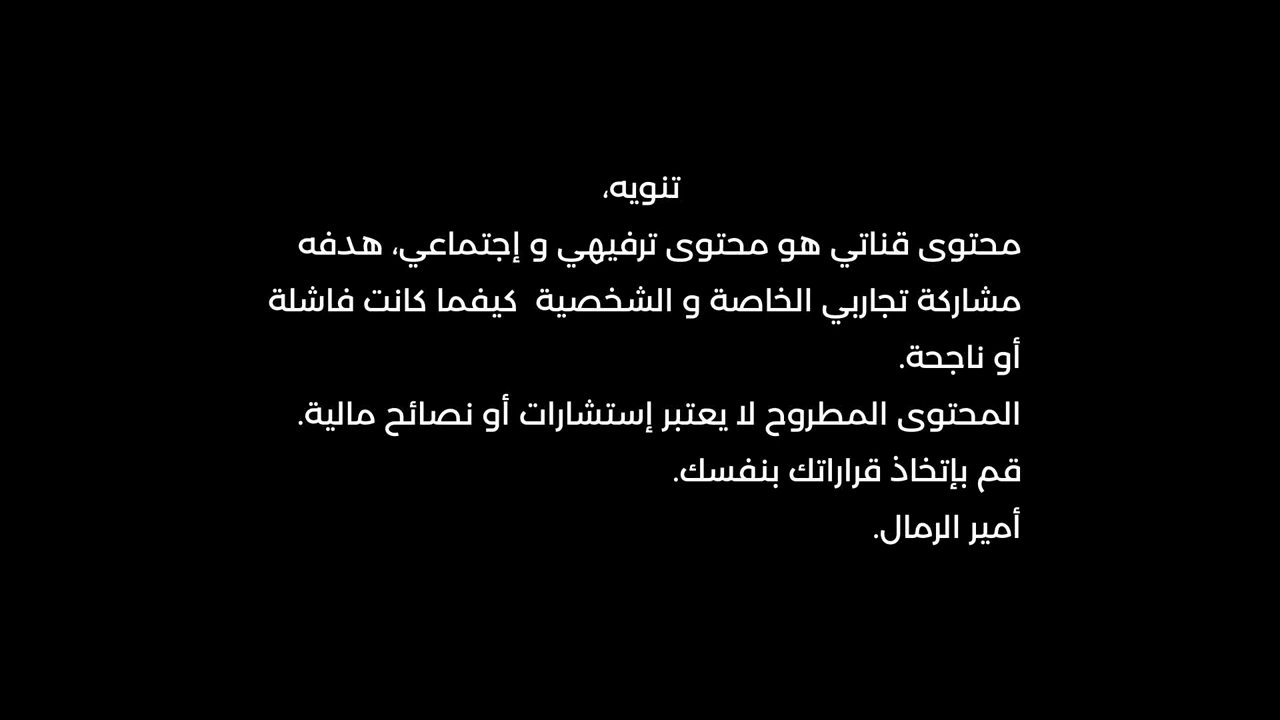 تنويه،
محتوى قناتي هو محتوى ترفيهي و إجتماعي، هدفه
مشاركة تجاربي الخاصة و الشخصية كيفما كانت فاشلة
أو ناجحة.
المحتوى المطروح لا يعتبر إستشارات أو نصائح مالية.
قم بإتخاذ قراراتك بنفسك.
أمير الرمال.